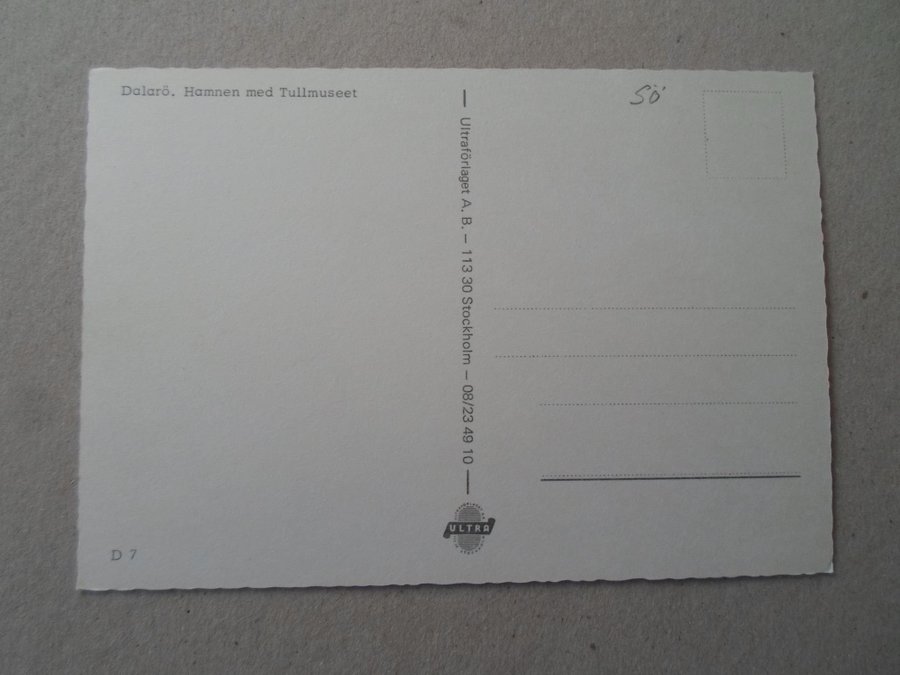 Dalarö. Hamnen med Tullmuseet
SÖ
Ultraförlaget A. B. – 113 30 Stockholm – 08/23 49 10
ULTRA
D 7